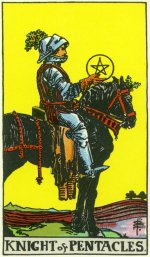 KNIGHT of PENTACLES.